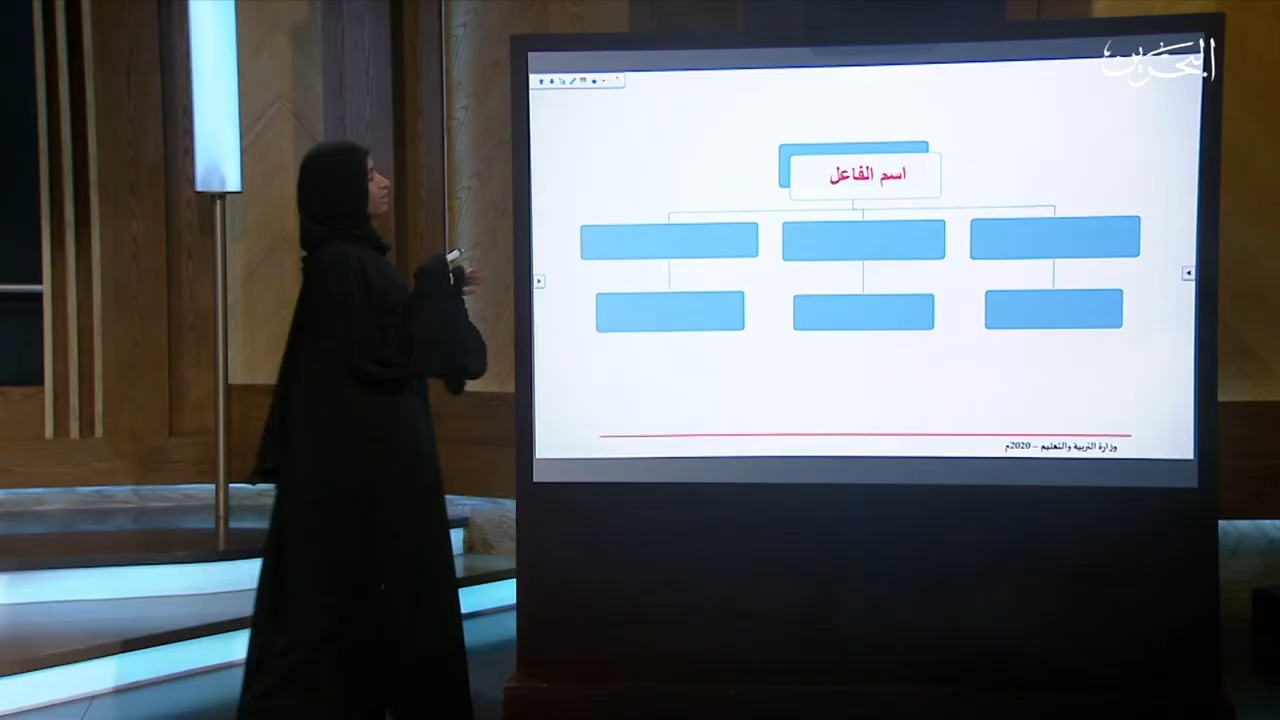 البحرين
اسم الفاعل
وزارة التربية والتعليم – 2020م